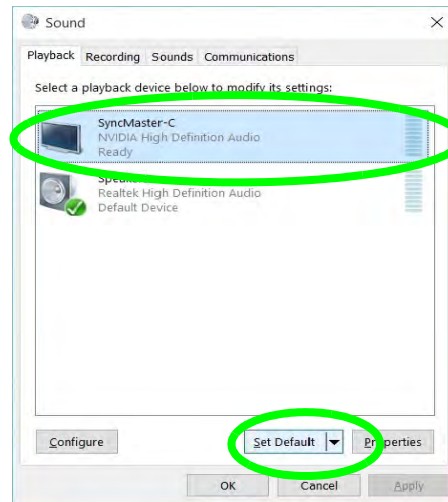 Sound
Playback Recording Sounds Communications
Select a playback device below to modify its settings:
SyncMaster-C
NVIDIA High Definition Audio
Ready
Realtek High Definition Audio
Default Device
Configure Set Default Properties
OK Cancel Apply